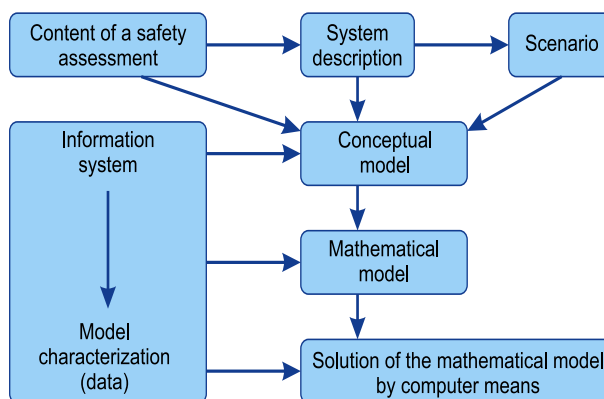 Content of a safety
assessment
System
description
Scenario
Information
system
Conceptual
model
Mathematical
model
Model
characterization
(data)
Solution of the mathematical model
by computer means